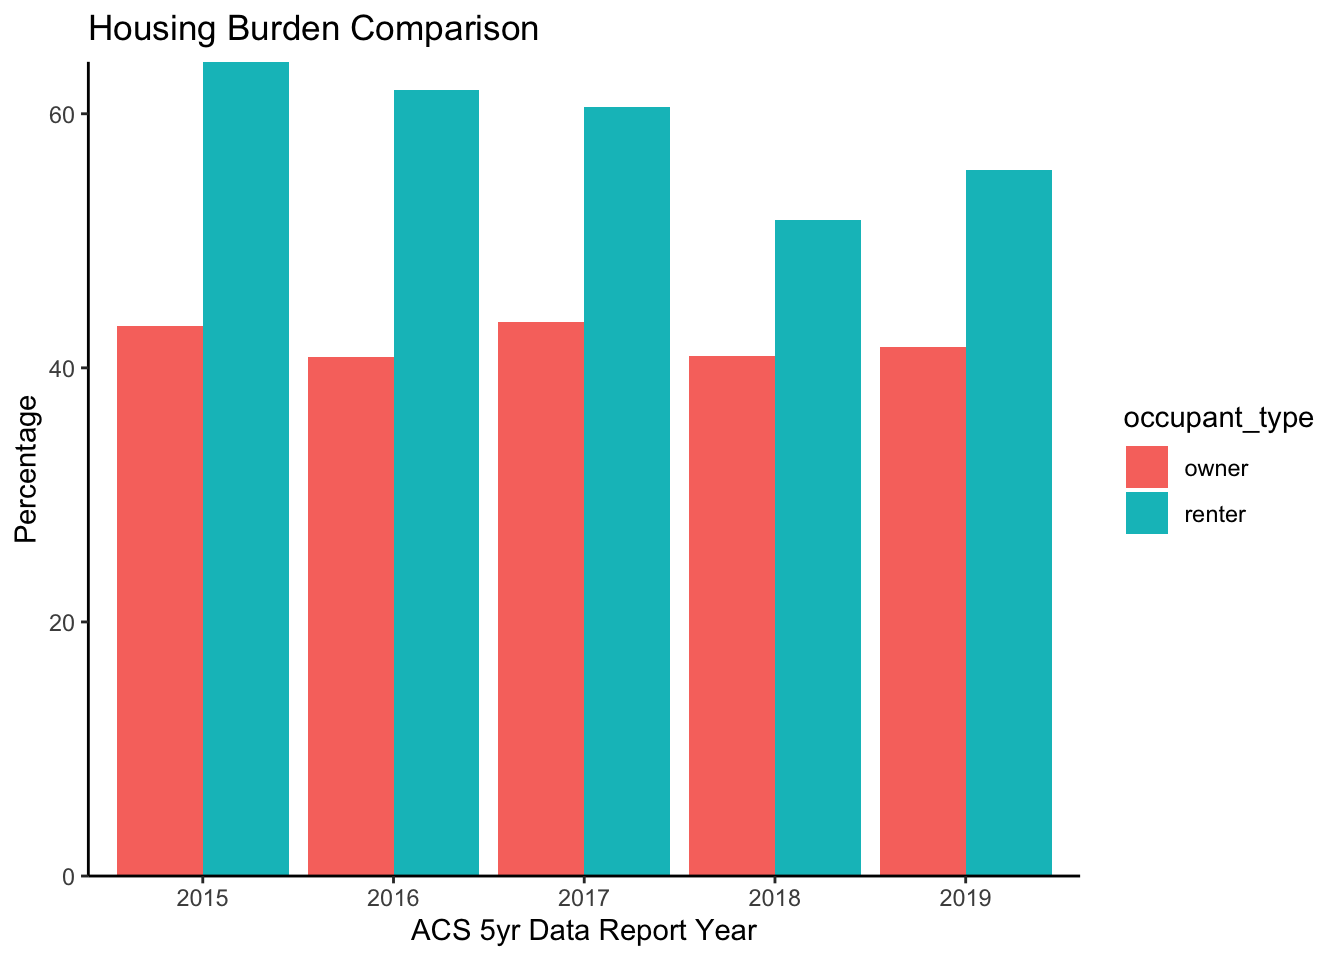 Housing Burden Comparison
60
40
20
0
Percentage
2015 2016 2017 2018 2019
ACS 5yr Data Report Year
occupant_type
owner
renter